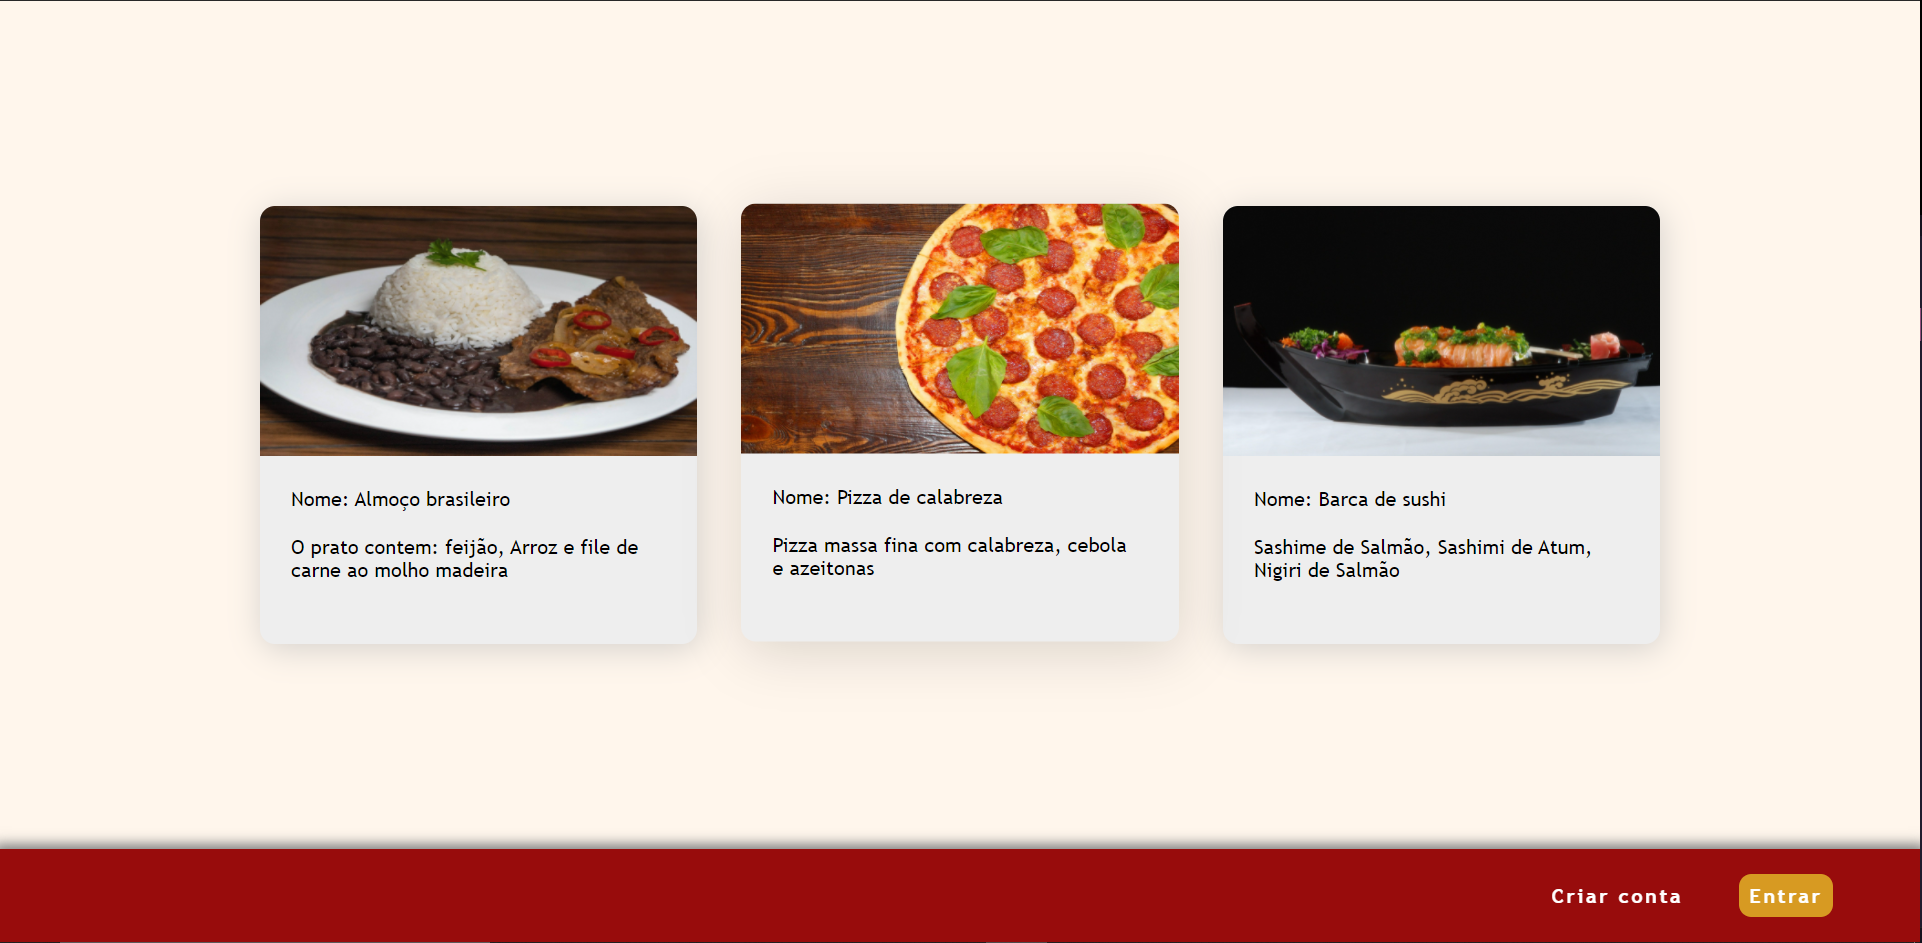 Nome: Almoço brasileiro
O prato contem: feijão, Arroz e file de
carne ao molho madeira
Nome: Pizza de calabreza
Pizza massa fina com calabreza, cebola
e azeitonas
Nome: Barca de sushi
Sashime de Salmão, Sashimi de Atum,
Nigiri de Salmão
Criar conta
Entrar